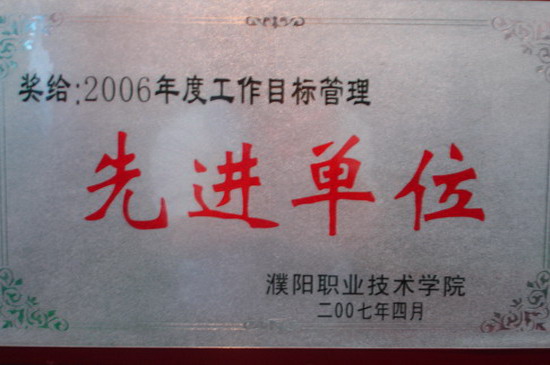 奖给:2006年度工作目标管理
先进单位
濮阳职业技术学院
二00七年四月